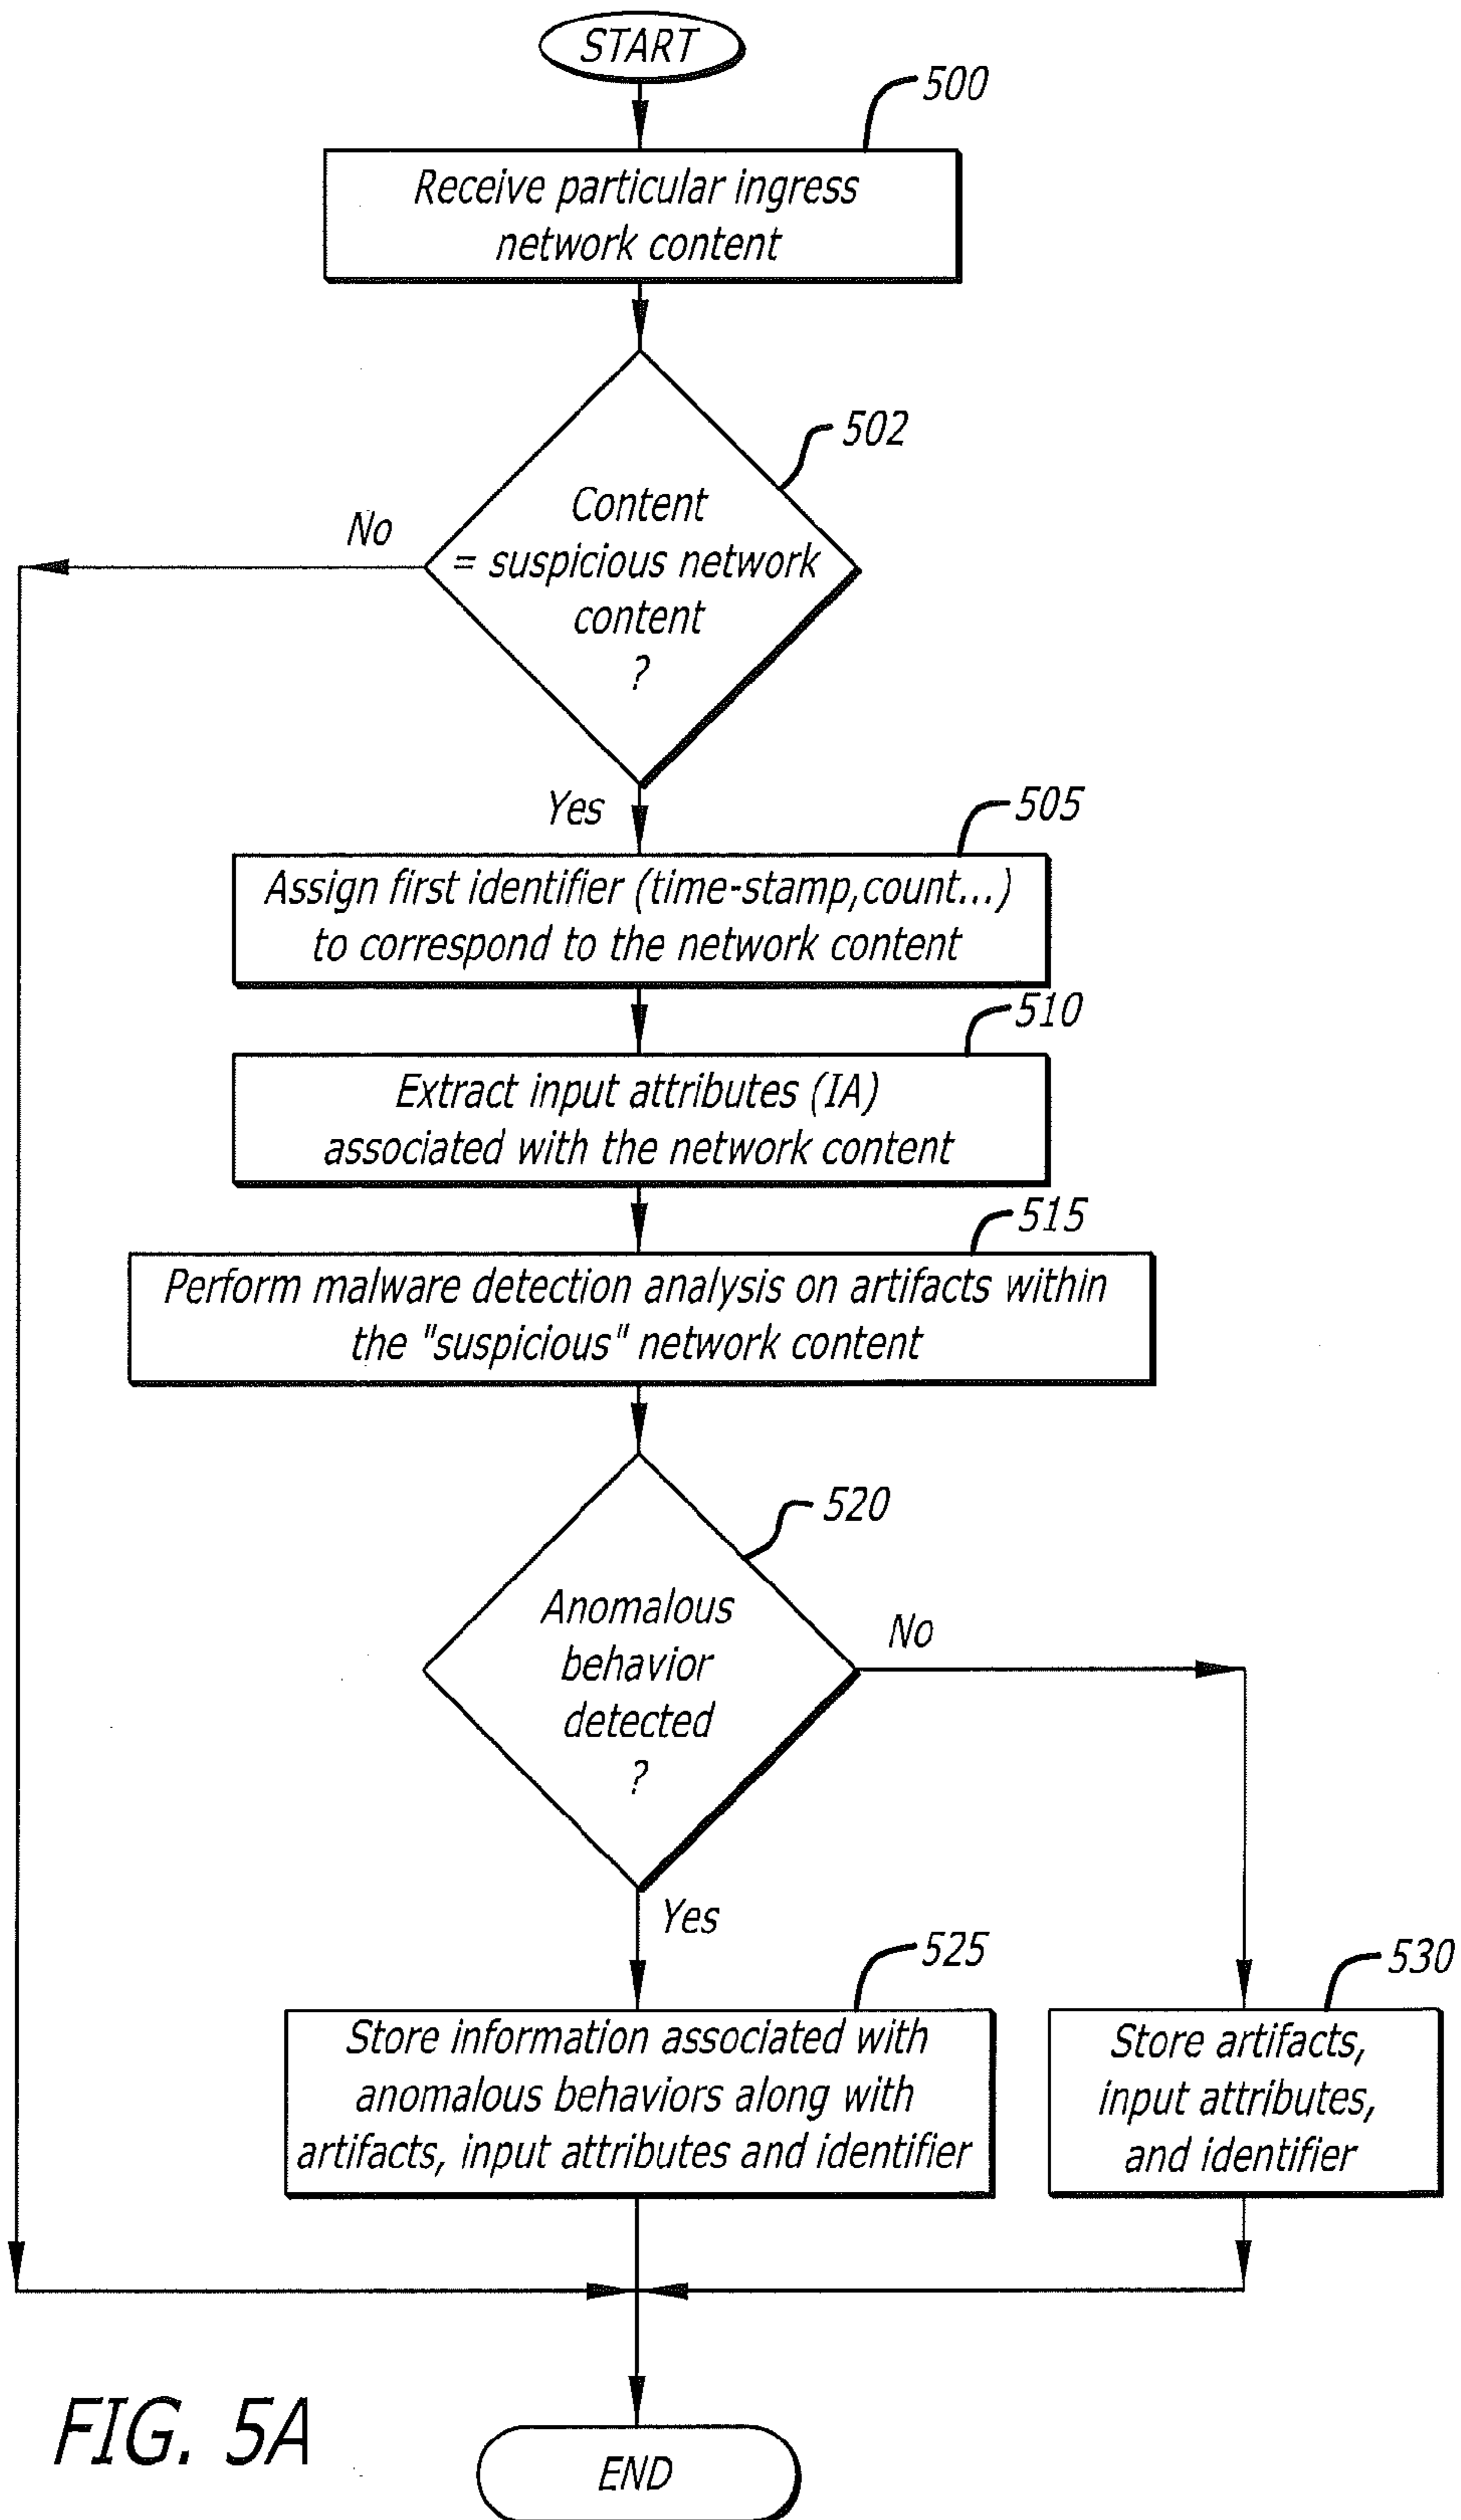 START
500
Receive particular ingress
network content
502
Content
= suspicious network
content
?
No
Yes
505
Assign first identifier (time-stamp,count...)
to correspond to the network content
510
Extract input attributes (IA)
associated with the network content
515
Perform malware detection analysis on artifacts within
the "suspicious" network content
520
Anomalous
behavior
detected
?
No
Yes
525
Store information associated with
anomalous behaviors along with
artifacts, input attributes and identifier
530
Store artifacts,
input attributes,
and identifier
FIG. 5A
END